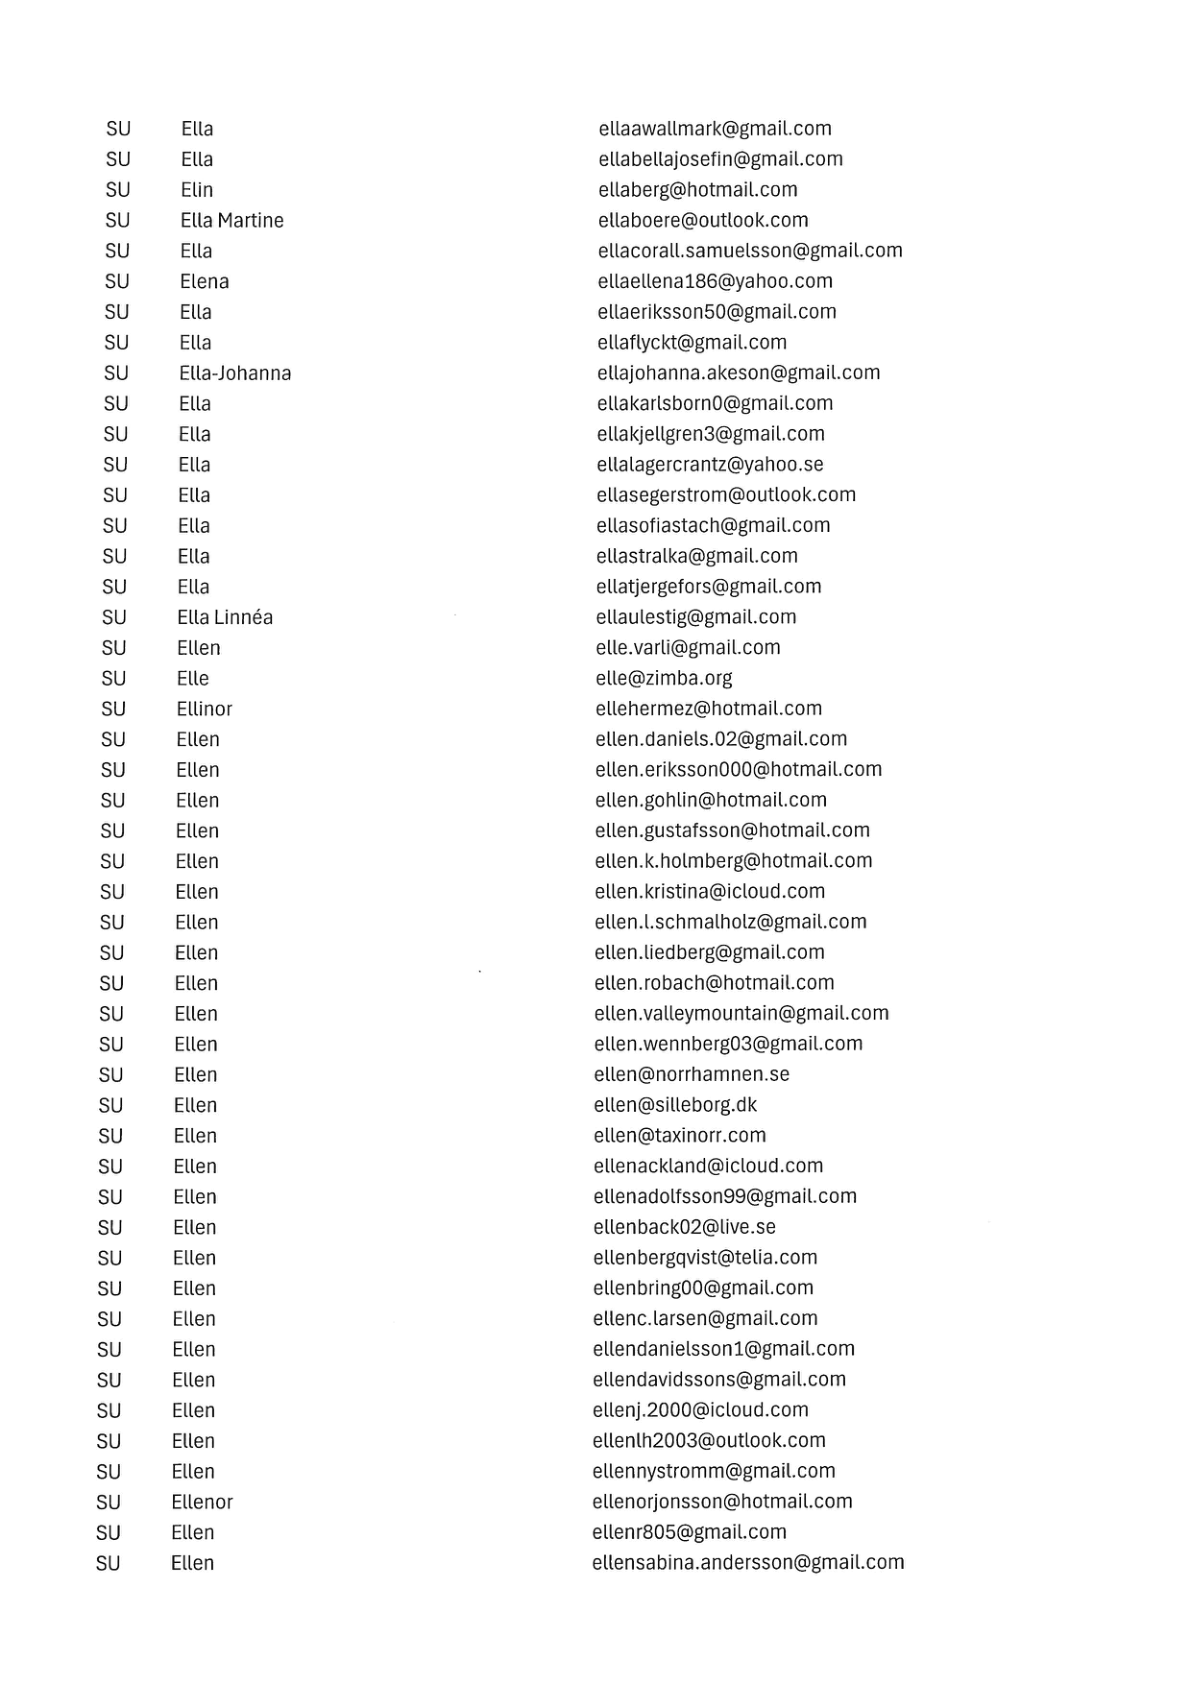 SU Ella ellaawallmark@gmail.com
SU Ella ellabellajosefin@gmail.com
SU Elin ellaberg@hotmail.com
SU Ella Martine ellaboere@outlook.com
SU Ella ellacorall.samuelsson@gmail.com
SU Elena ellaellena186@yahoo.com
SU Ella ellaeriksson50@gmail.com
SU Ella ellaflyckt@gmail.com
SU Ella-Johanna ellajohanna.akeson@gmail.com
SU Ella ellakarlsborn0@gmail.com
SU Ella ellakjellgren3@gmail.com
SU Ella ellalagercrantz@yahoo.se
SU Ella ellasegerstrom@outlook.com
SU Ella ellasofiastach@gmail.com
SU Ella ellastralka@gmail.com
SU Ella ellatjergefors@gmail.com
SU Ella Linnéa ellaulestig@gmail.com
SU Ellen elle.varli@gmail.com
SU Elle elle@zimba.org
SU Ellinor ellehermez@hotmail.com
SU Ellen ellen.daniels.02@gmail.com
SU Ellen ellen.eriksson000@hotmail.com
SU Ellen ellen.gohlin@hotmail.com
SU Ellen ellen.gustafsson@hotmail.com
SU Ellen ellen.k.holmberg@hotmail.com
SU Ellen ellen.kristina@icloud.com
SU Ellen ellen.l.schmalholz@gmail.com
SU Ellen ellen.liedberg@gmail.com
SU Ellen ellen.robach@hotmail.com
SU Ellen ellen.valleymountain@gmail.com
SU Ellen ellen.wennberg03@gmail.com
SU Ellen ellen@norrhamnen.se
SU Ellen ellen@silleborg.dk
SU Ellen ellen@taxinorr.com
SU Ellen ellenackland@icloud.com
SU Ellen ellenadolfsson99@gmail.com
SU Ellen ellenback02@live.se
SU Ellen ellenbergqvist@telia.com
SU Ellen ellenbring00@gmail.com
SU Ellen ellenc.larsen@gmail.com
SU Ellen ellendanielsson1@gmail.com
SU Ellen ellendavidssons@gmail.com
SU Ellen ellenj.2000@icloud.com
SU Ellen ellenlh2003@outlook.com
SU Ellen ellennystromm@gmail.com
SU Ellenor ellenorjonsson@hotmail.com
SU Ellen ellenr805@gmail.com
SU Ellen ellensabina.andersson@gmail.com